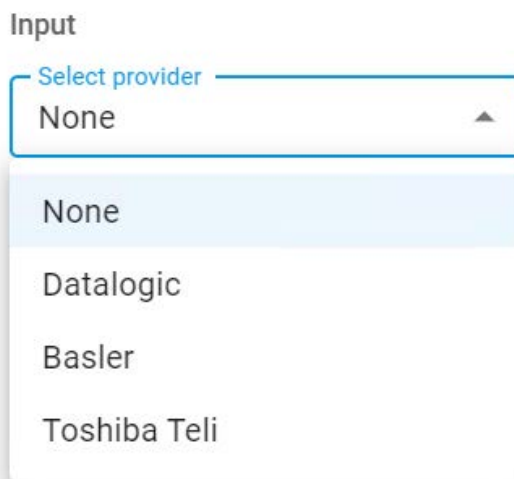 Input
Select provider
None
None
Datalogic
Basler
Toshiba Teli